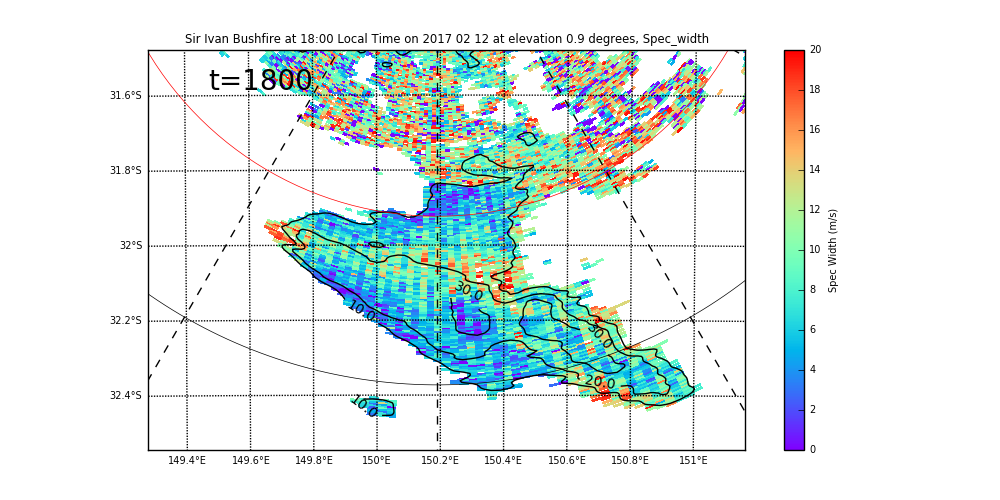 Sir Ivan Bushfire at 18:00 Local Time on 2017 02 12 at elevation 0.9 degrees, Spec_width
t=1800
31.6°S
31.8°S
32°S
32.2°S
32.4°S
149.4°E 149.6°E 149.8°E 150°E 150.2°E 150.4°E 150.6°E 150.8°E 151°E
0
30.0
10.0
30.0
20.0
10.0
20
18
16
14
12
10
8
6
4
2
0
Spec Width (m/s)